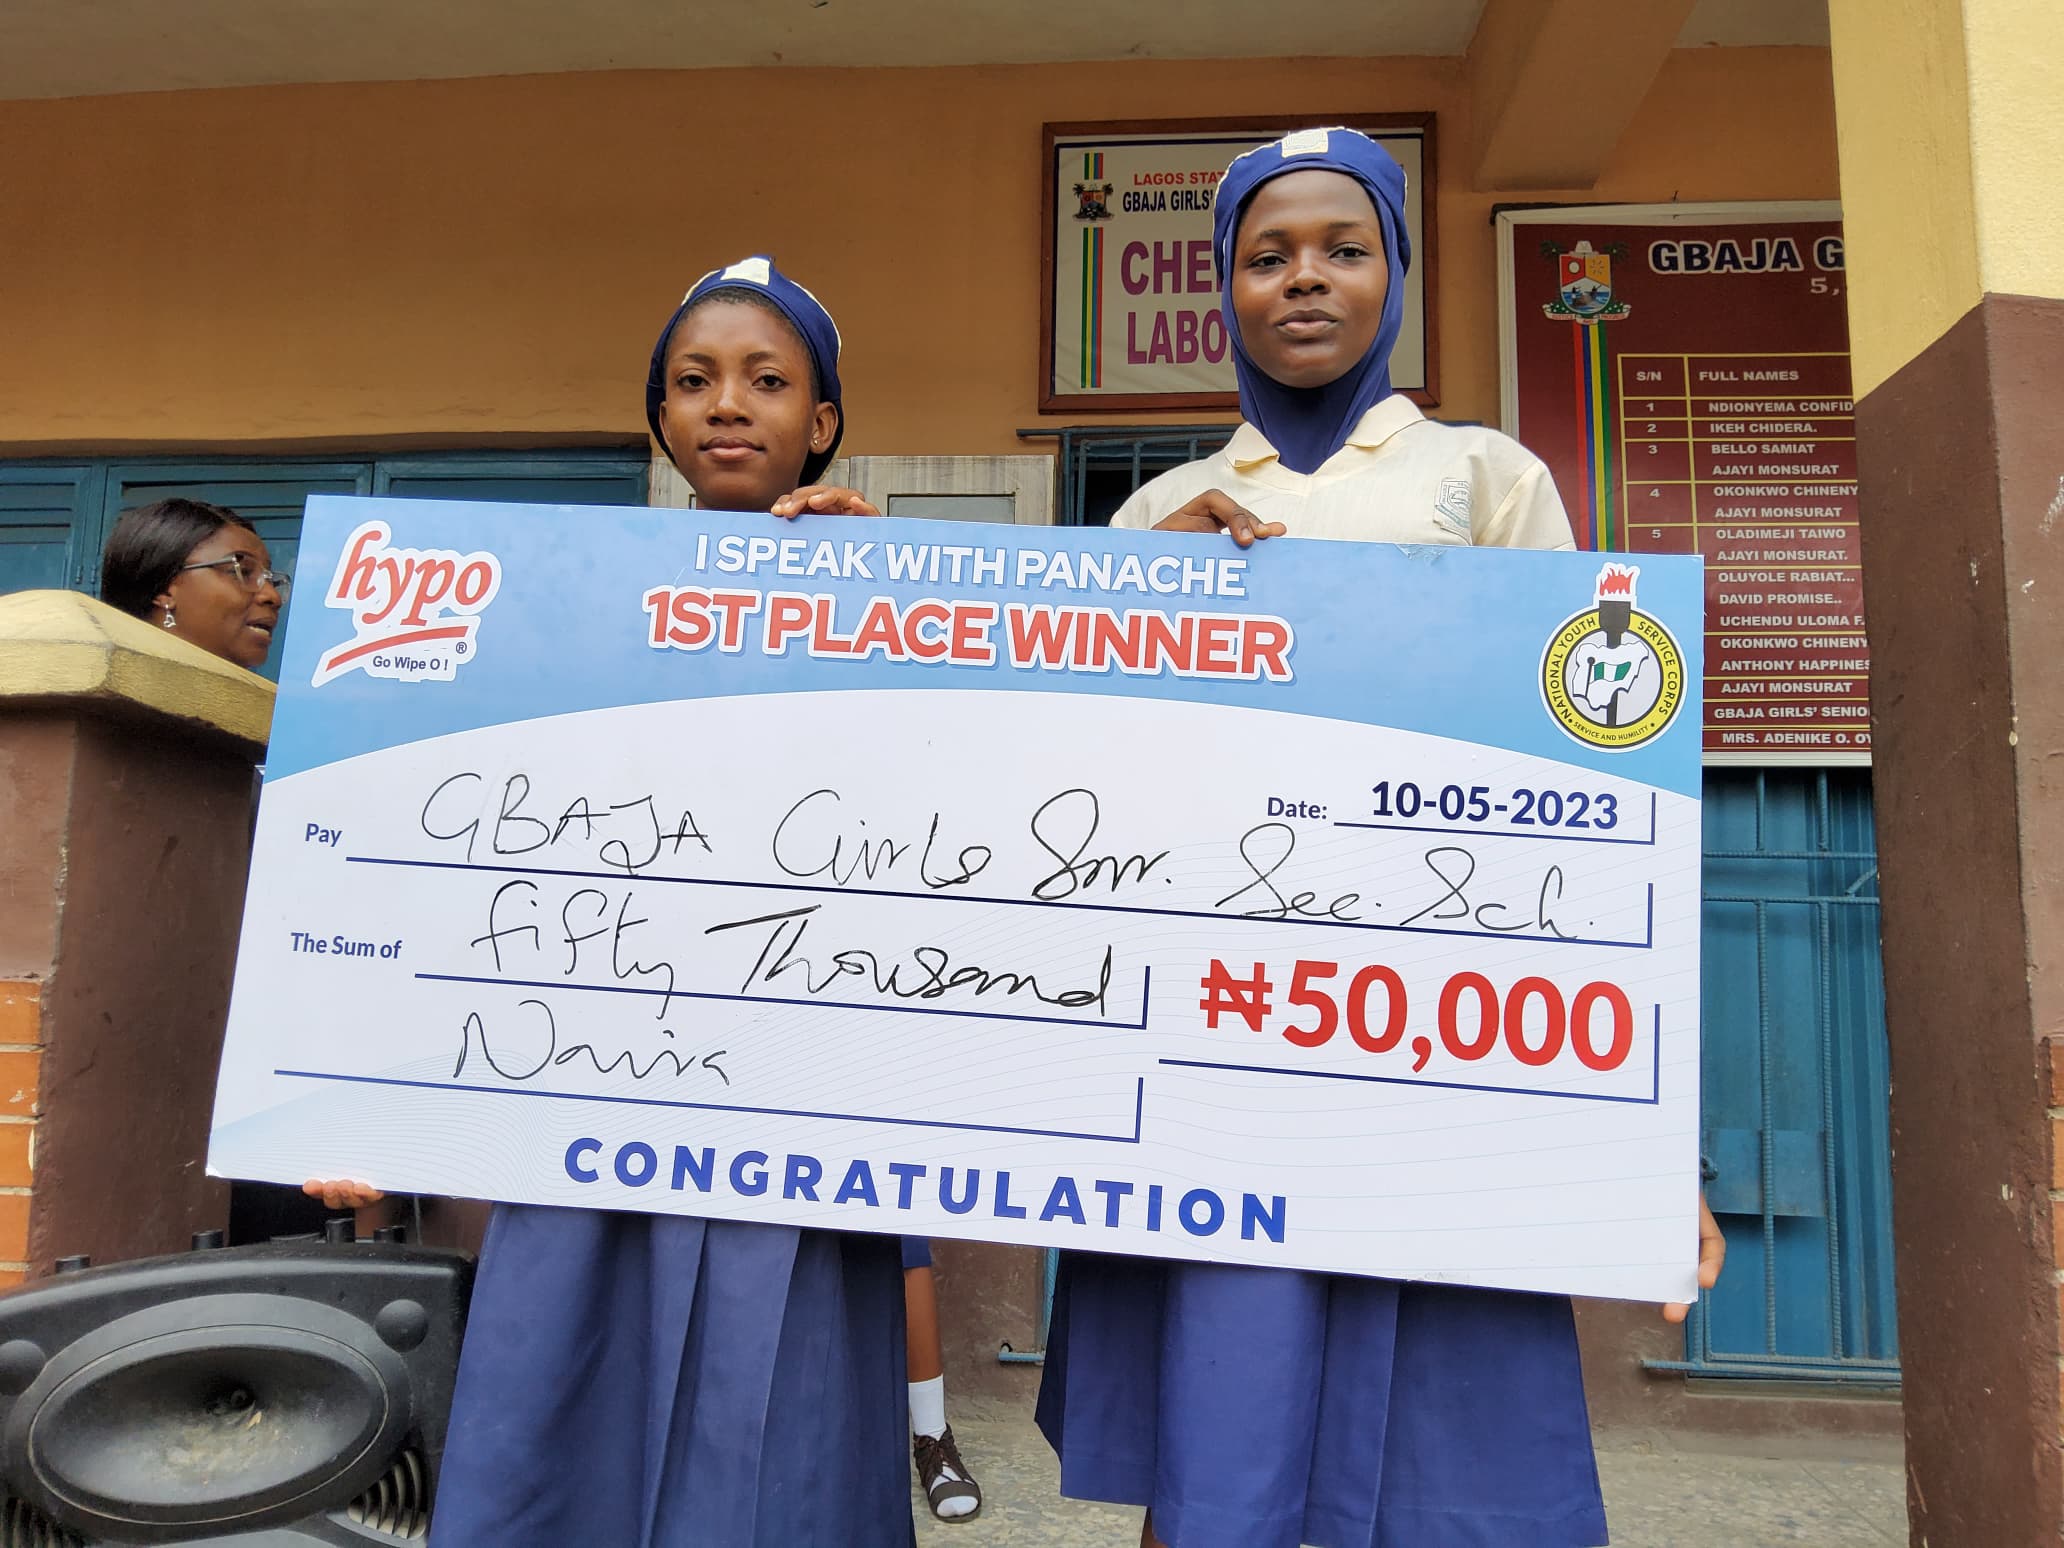 LAGOS STAT
GBAJA GIRLS'
CHE
LABO
GBAJA G
5,
S/N FULL NAMES
1 NDIONYEMA CONFID
2 IKEH CHIDERA.
3 BELLO SAMIAT
AJAYI MONSURAT
4 OKONKWO CHINENY
AJAYI MONSURAT
5 OLADIMEJI TAIWO
AJAYI MONSURAT.
OLUYOLE RABIAT...
DAVID PROMISE..
UCHENDU ULOMA F.
OKONKWO CHINENY
ANTHONY HAPPINES
AJAYI MONSURAT
GBAJA GIRLS' SENIO
MRS. ADENIKE O. OY
hypo
®
Go Wipe O !
I SPEAK WITH PANACHE
1ST PLACE WINNER
NATIONAL YOUTH SERVICE CORPS
• SERVICE AND HUMILITY •
Date: 10-05-2023
Pay GBAJA Girls Snr. Sec. Sch.
The Sum of fifty Thousand
Naira
₦50,000
CONGRATULATION